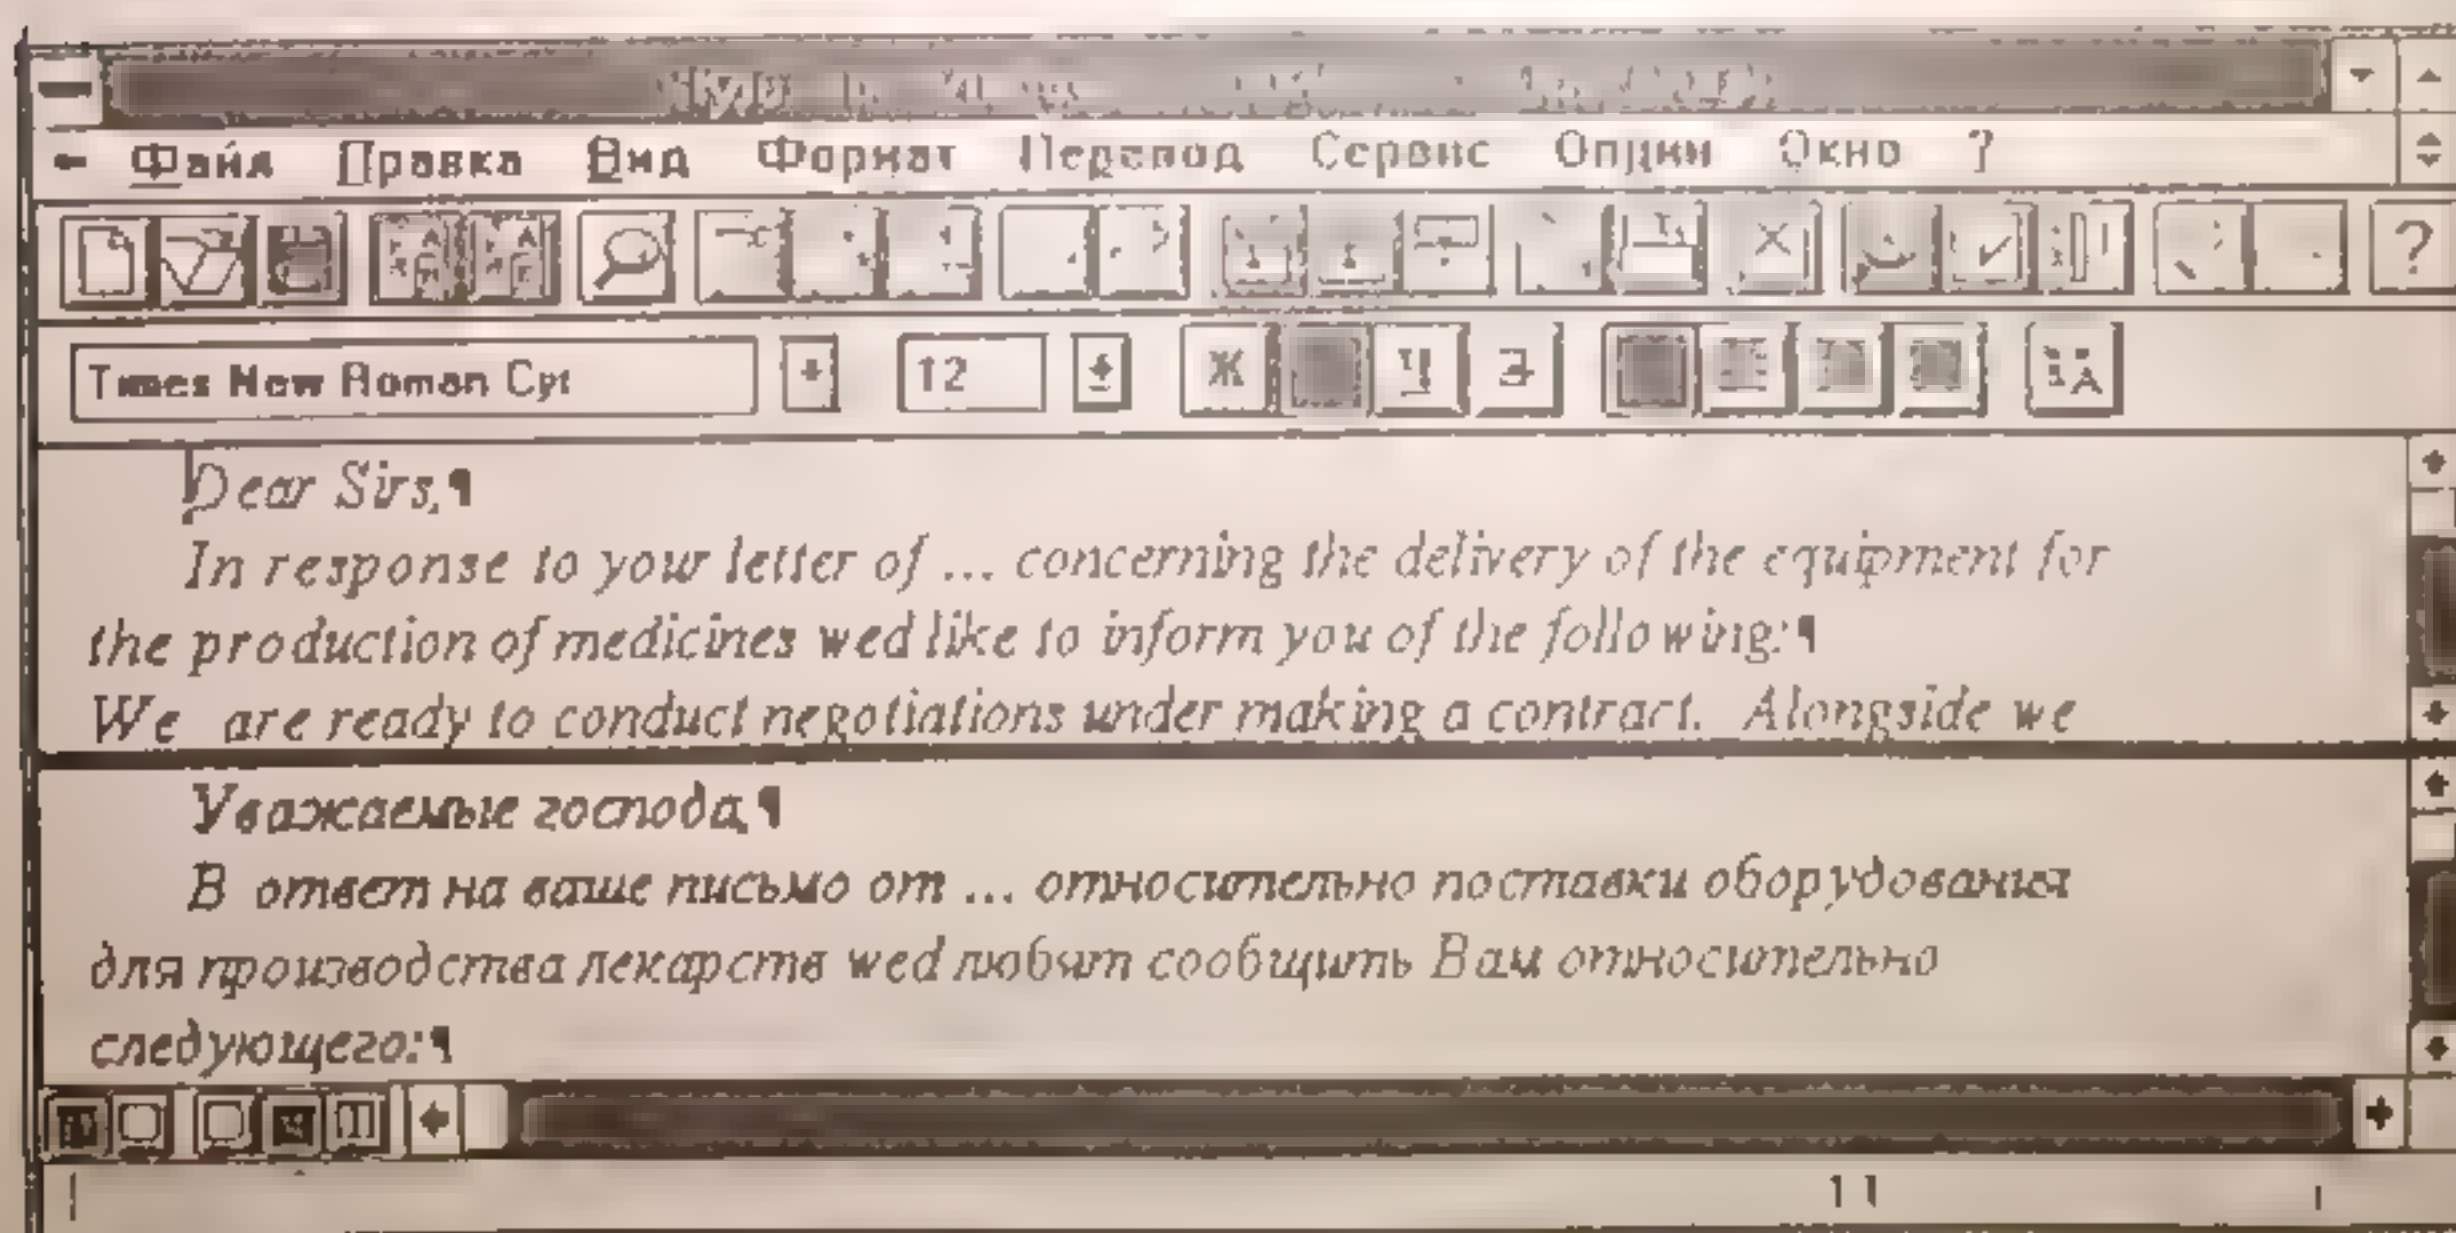 Файл Правка Вид Формат Перевод Сервис Опции Окно ?
?
Times New Roman Cyr 12 Ж Ч З
Dear Sirs,¶
In response to your letter of ... concerning the delivery of the equipment for
the production of medicines wed like to inform you of the following:¶
We are ready to conduct negotiations under making a contract. Alongside we
Уважаемые господа,¶
В ответ на ваше письмо от ... относительно поставки оборудования
для производства лекарств wed любят сообщить Вам относительно
следующего:¶
1 1